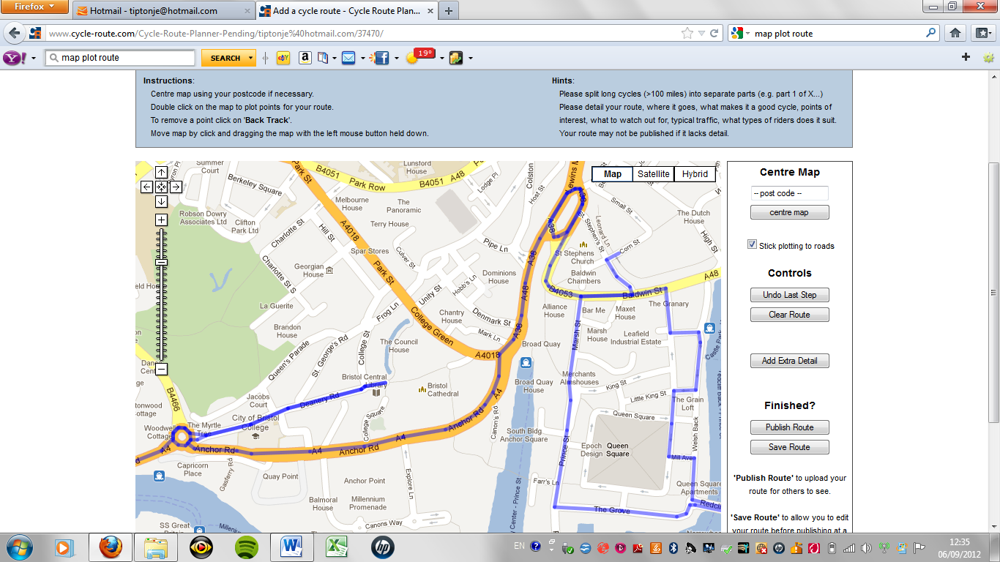 Firefox
Hotmail - tiptonje@hotmail.com
Add a cycle route - Cycle Route Plan...
www.cycle-route.com/Cycle-Route-Planner-Pending/tiptonje%40hotmail.com/37470/
map plot route
Y!
map plot route
SEARCH
19°
Instructions:
Centre map using your postcode if necessary.
Double click on the map to plot points for your route.
To remove a point click on 'Back Track'.
Move map by click and dragging the map with the left mouse button held down.
Hints:
Please split long cycles (>100 miles) into separate parts (e.g. part 1 of X...)
Please detail your route, where it goes, what makes it a good cycle, points of
interest, what to watch out for, typical traffic, what types of riders does it suit.
Your route may not be published if it lacks detail.
Map
Satellite
Hybrid
Summer
Court
Berkeley Square
Park St
B4051
Park Row
B4051
A48
Lunsford
House
Lodge Pl
Colston
Host St
Lewins M
Robson Dowry
Associates Ltd
Clifton
Park Ltd
Melbourne
House
The
Panoramic
Terry House
Small St
The Dutch
House
High St
Charlotte St
Hill St
A4018
Spar Stores
Culver St
Pipe Ln
A38
St Stephen's St
Leonard Ln
Corn St
St Stephens
Church
Baldwin
Chambers
Georgian
House
Charlotte St S
Park St
Dominions
House
Hobb's Ln
Unity St
A48
B4053
Baldwin St
A48
La Guerite
Frog Ln
College Green
Chantry
House
Denmark St
Mark Ln
A38
Alliance
House
Bar Me
Maxet
House
The Granary
Brandon
House
Queen's Parade
St. George's Rd
College St
The Council
House
A4018
Broad Quay
Marsh St
Marsh
House
Leafield
Industrial Estate
Bristol Central
Library
Bristol
Cathedral
Broad Quay
House
Merchants
Almshouses
King St
Little King St
The Grain
Loft
B4466
Jacobs
Court
Deanery Rd
City of Bristol
College
College Square
A4
Canon's Rd
Queen Square
Woodwell
Cottage
The Myrtle
Tree
Anchor Rd
A4
Anchor Rd
A4
Anchor Rd
South Bldg
Anchor Square
Prince St
Epoch
Design
Queen
Square
Welsh Back
Mill Ave
A4
Capricorn
Place
Gasferry Rd
Quay Point
Anchor Point
Explore Ln
Farr's Ln
Queen Square
Apartments
Balmoral
House
Millennium
Promenade
The Grove
Redcl
SS Great
Canons Way
Center - Prince St
Centre Map
-- post code --
centre map
Stick plotting to roads
Controls
Undo Last Step
Clear Route
Add Extra Detail
Finished?
Publish Route
Save Route
'Publish Route' to upload your
route for others to see.
'Save Route' to allow you to edit
your route before publishing at a
EN
12:35
06/09/2012